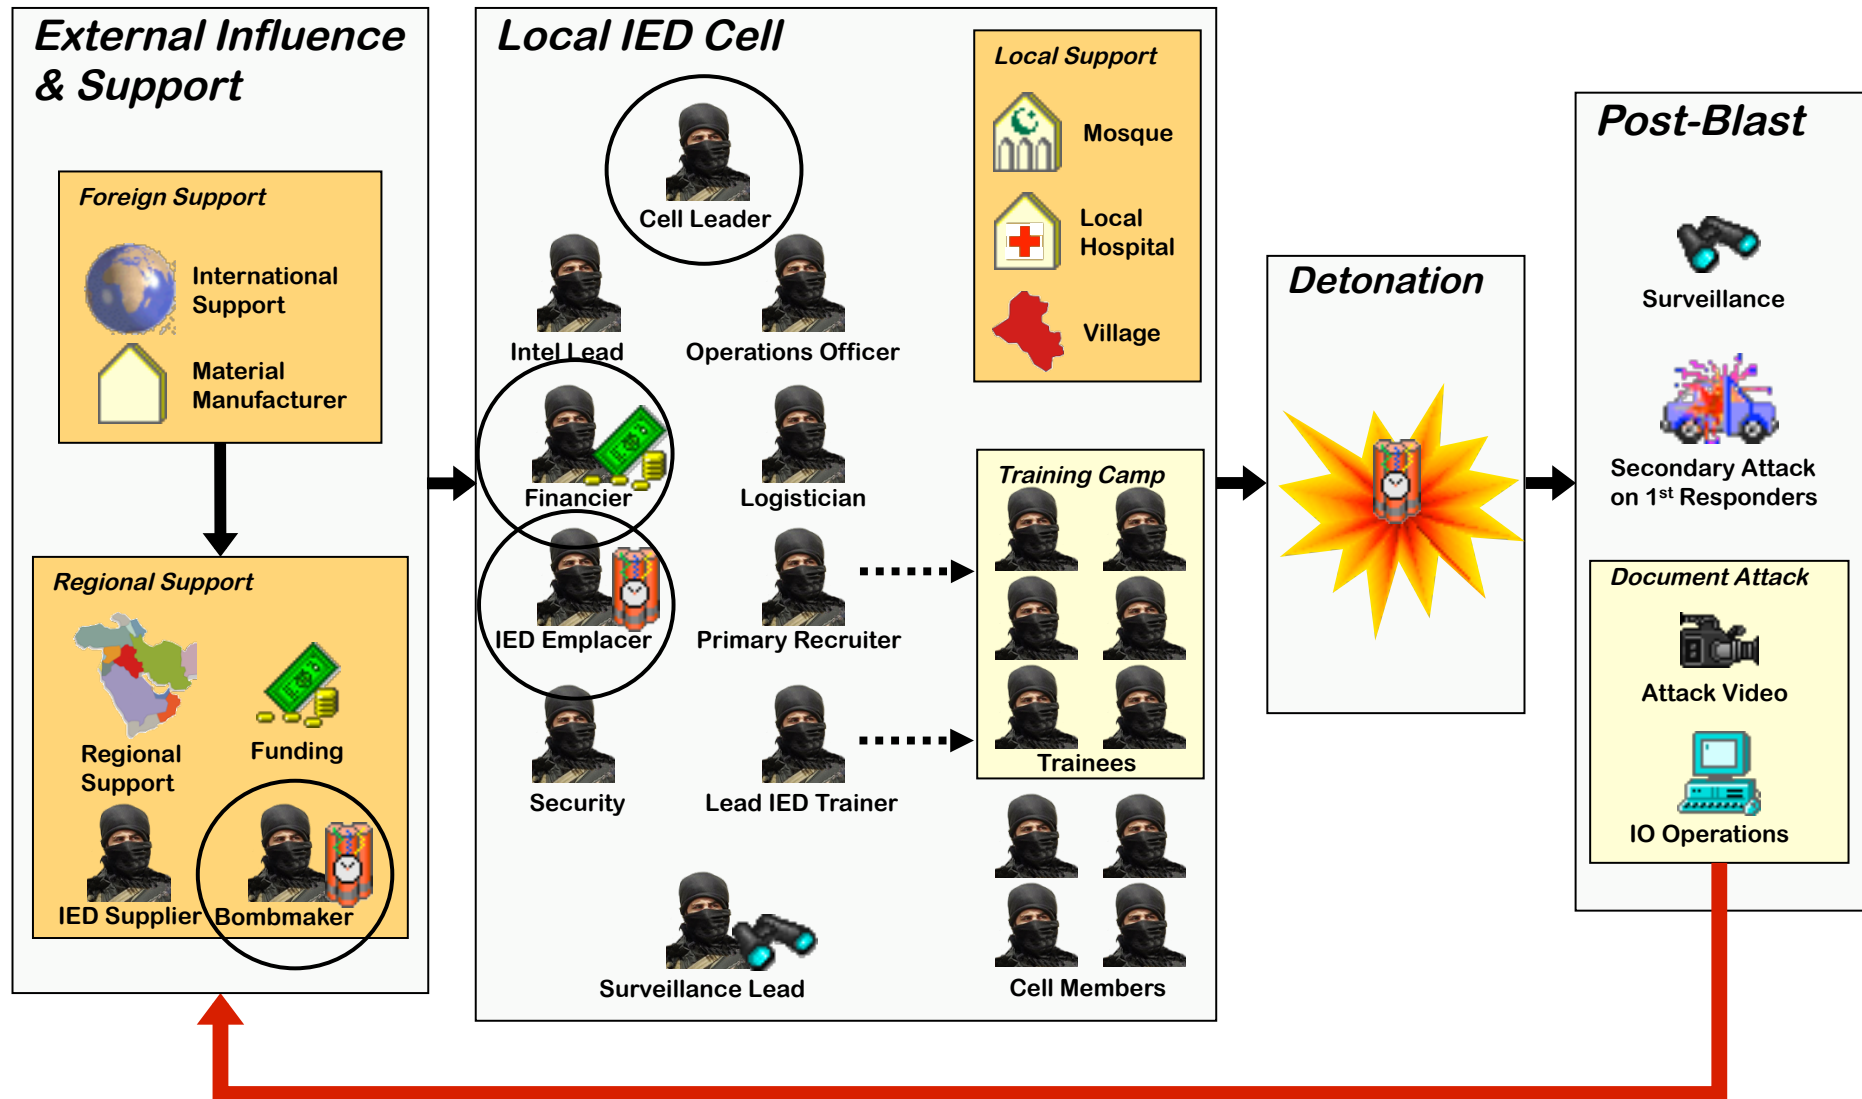 External Influence
& Support
Foreign Support
International
Support
Material
Manufacturer
Regional Support
Regional
Support
Funding
IED Supplier
Bombmaker
Local IED Cell
Cell Leader
Intel Lead
Operations Officer
Financier
Logistician
IED Emplacer
Primary Recruiter
Security
Lead IED Trainer
Surveillance Lead
Local Support
Mosque
Local
Hospital
Village
Training Camp
Trainees
Cell Members
Detonation
Post-Blast
Surveillance
Secondary Attack
on 1st Responders
Document Attack
Attack Video
IO Operations